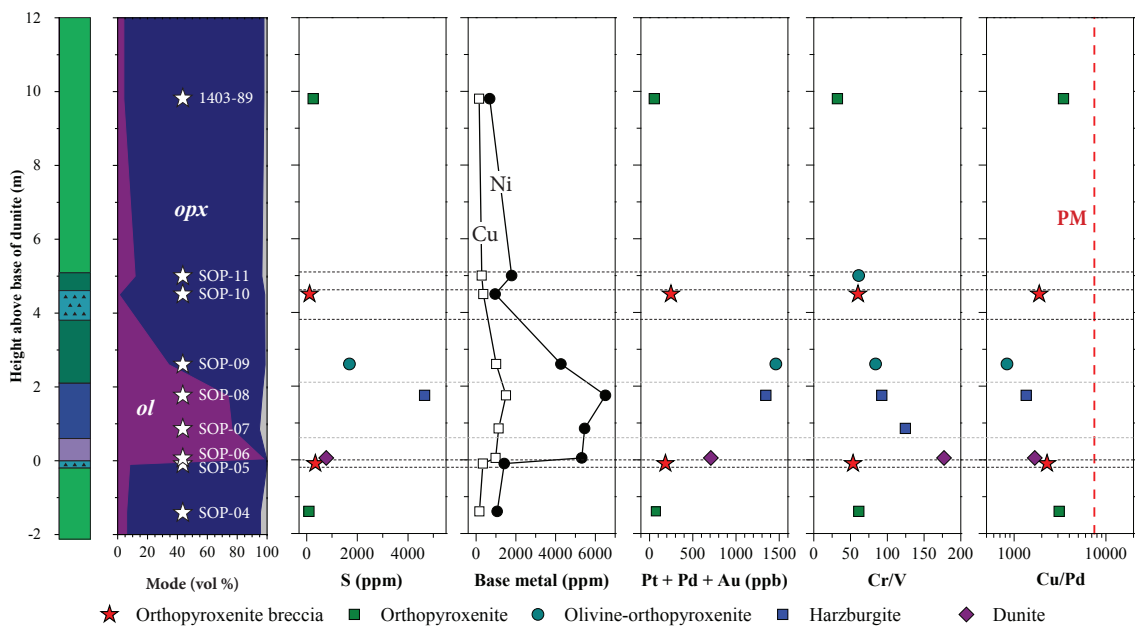 Height above base of dunite (m)
12
10
8
6
4
2
0
-2
opx
ol
1403-89
SOP-11
SOP-10
SOP-09
SOP-08
SOP-07
SOP-06
SOP-05
SOP-04
Ni
Cu
PM
0 20 40 60 80 100
0 4000
0 2000 4000 6000
0 500 1000 1500
0 50 100 150 200
1000 10000
Mode (vol %)
S (ppm)
Base metal (ppm)
Pt + Pd + Au (ppb)
Cr/V
Cu/Pd
Orthopyroxenite breccia
Orthopyroxenite
Olivine-orthopyroxenite
Harzburgite
Dunite